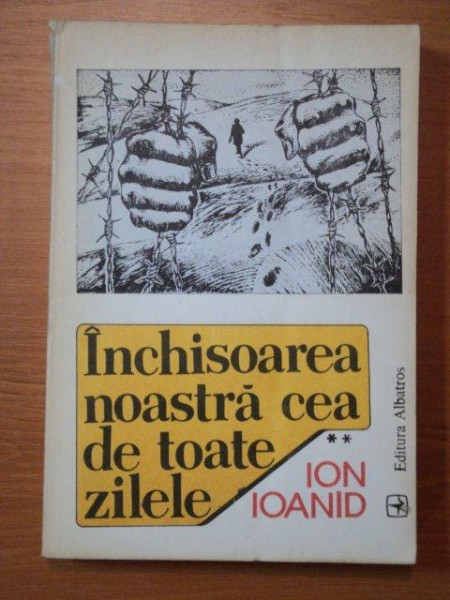 Închisoarea
noastră cea
de toate
zilele
**
ION
IOANID
Editura Albatros